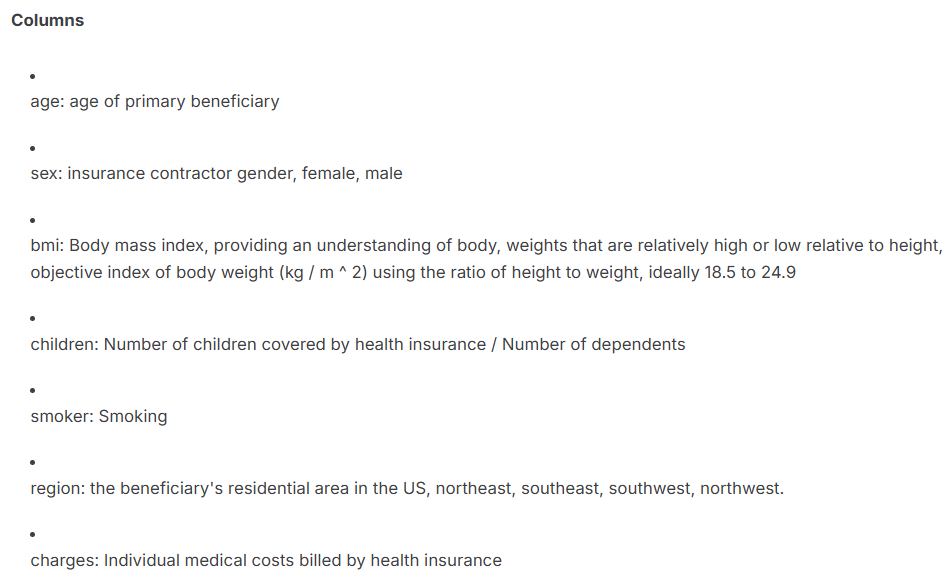 Columns
•
age: age of primary beneficiary
•
sex: insurance contractor gender, female, male
•
bmi: Body mass index, providing an understanding of body, weights that are relatively high or low relative to height,
objective index of body weight (kg / m ^ 2) using the ratio of height to weight, ideally 18.5 to 24.9
•
children: Number of children covered by health insurance / Number of dependents
•
smoker: Smoking
•
region: the beneficiary's residential area in the US, northeast, southeast, southwest, northwest.
•
charges: Individual medical costs billed by health insurance